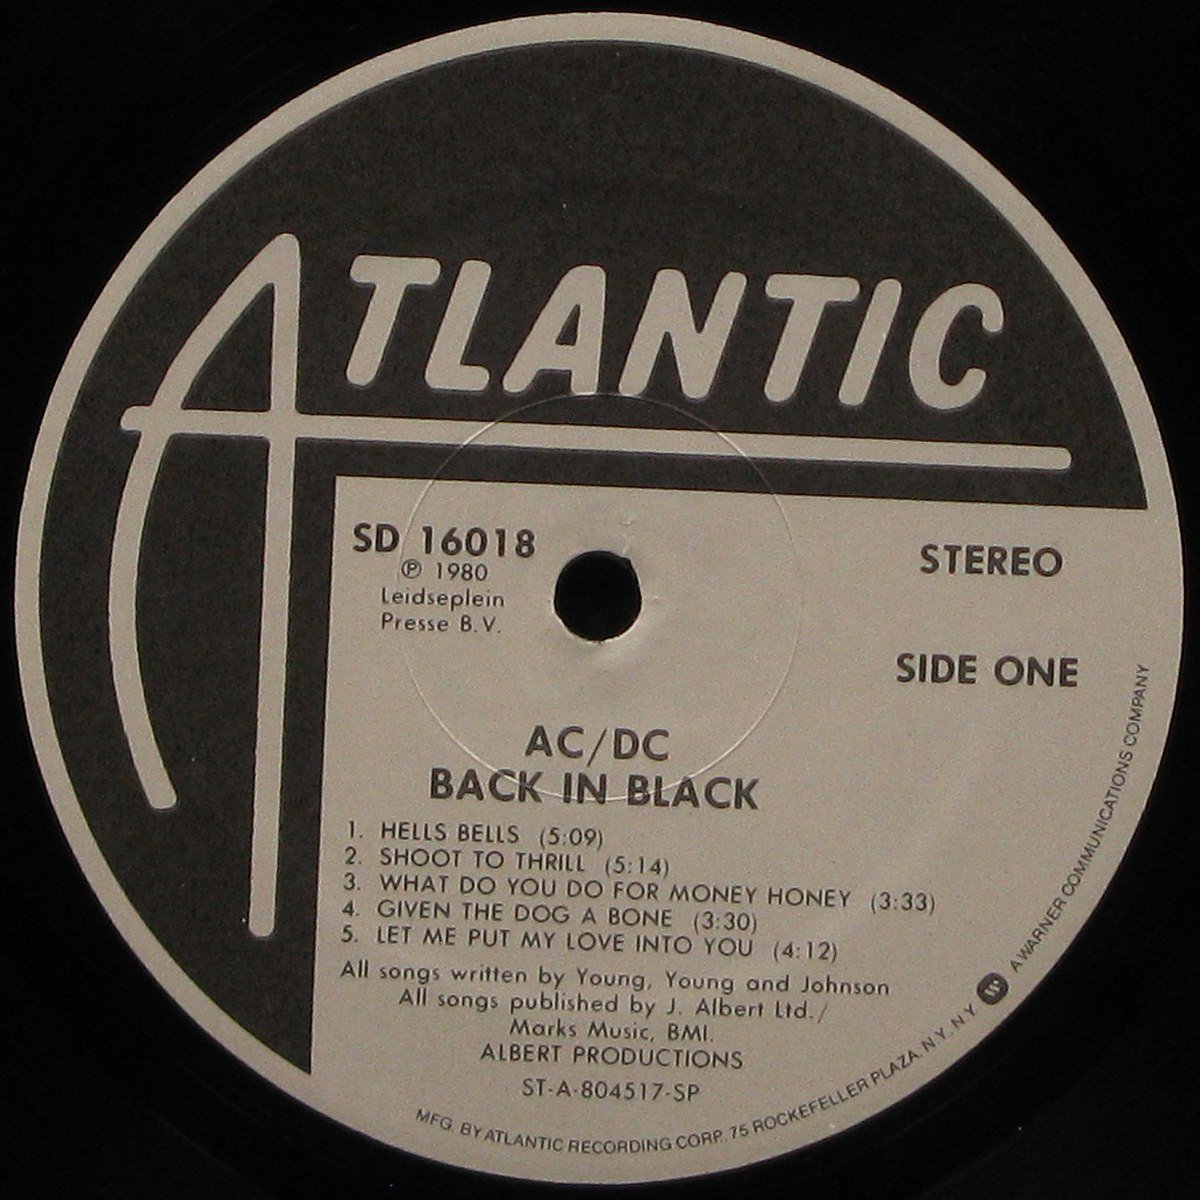 ATLANTIC
SD 16018
℗ 1980
Leidseplein
Presse B.V.
STEREO
SIDE ONE
AC/DC
BACK IN BLACK
1. HELLS BELLS (5:09)
2. SHOOT TO THRILL (5:14)
3. WHAT DO YOU DO FOR MONEY HONEY (3:33)
4. GIVEN THE DOG A BONE (3:30)
5. LET ME PUT MY LOVE INTO YOU (4:12)
All songs written by Young, Young and Johnson
All songs published by J. Albert Ltd./
Marks Music, BMI.
ALBERT PRODUCTIONS
ST-A-804517-SP
MFG. BY ATLANTIC RECORDING CORP. 75 ROCKEFELLER PLAZA. N.Y. N.Y. W A WARNER COMMUNICATIONS COMPANY